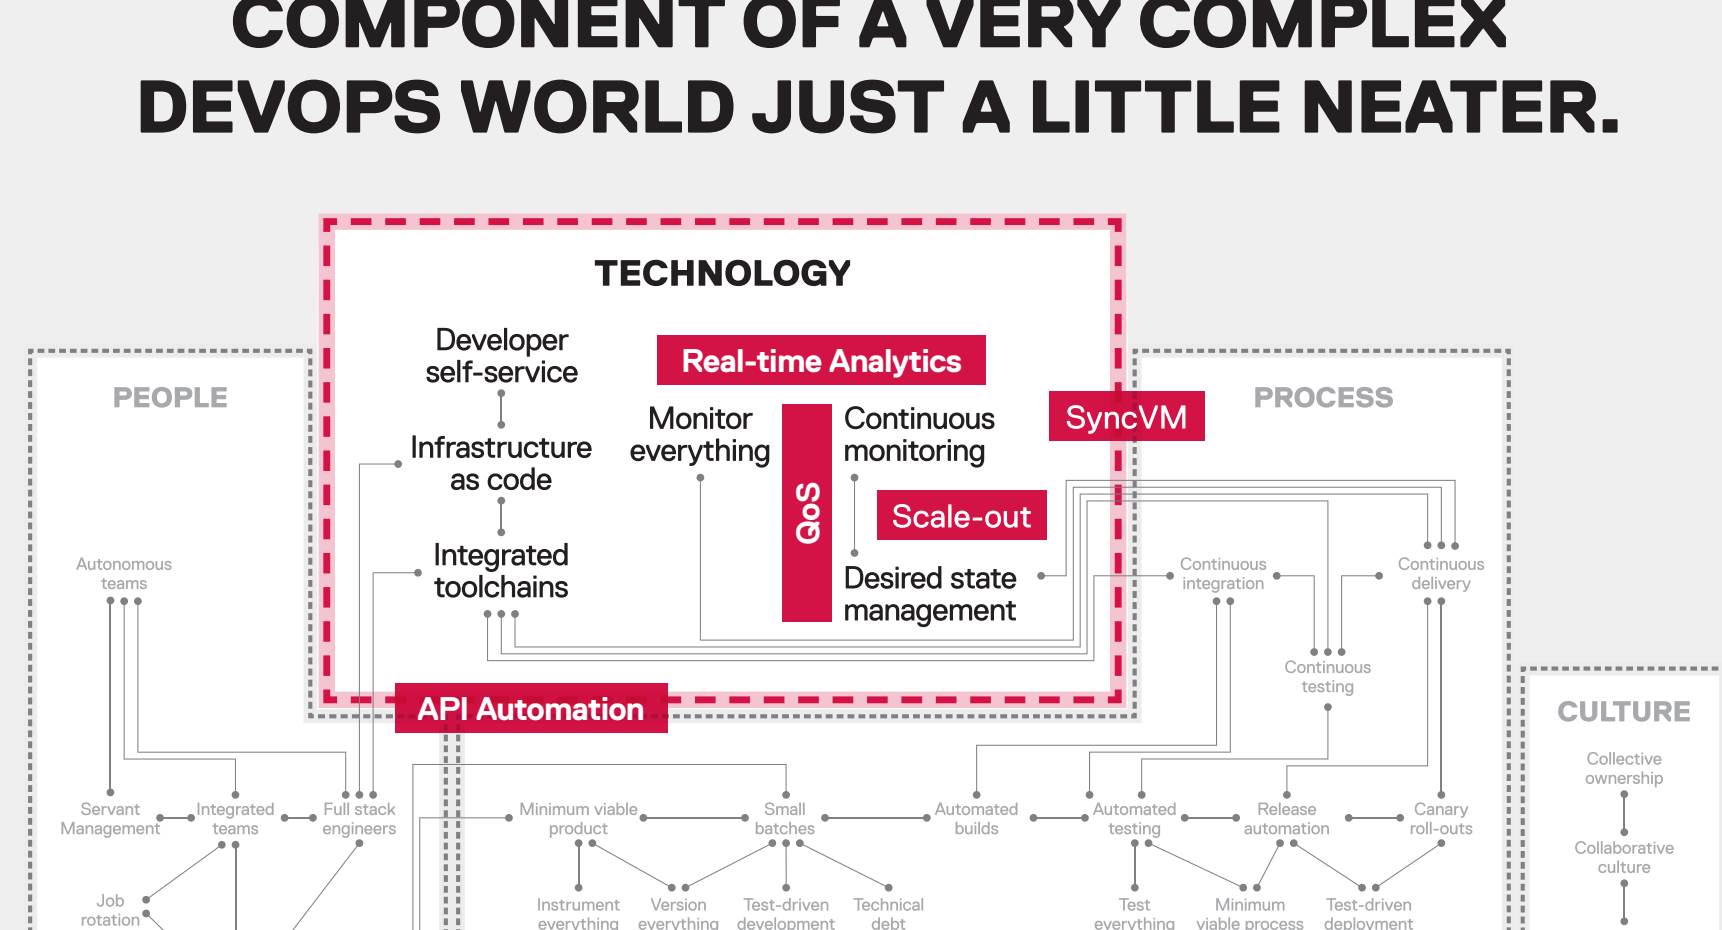 COMPONENT OF A VERY COMPLEX
DEVOPS WORLD JUST A LITTLE NEATER.
TECHNOLOGY
Developer
self-service
Infrastructure
as code
Integrated
toolchains
Real-time Analytics
Monitor
everything
QoS
Continuous
monitoring
Scale-out
Desired state
management
SyncVM
API Automation
PEOPLE
Autonomous
teams
Servant
Management
Integrated
teams
Full stack
engineers
Job
rotation
PROCESS
Continuous
integration
Continuous
delivery
Continuous
testing
Minimum viable
product
Small
batches
Automated
builds
Automated
testing
Release
automation
Canary
roll-outs
Instrument
everything
Version
everything
Test-driven
development
Technical
debt
Test
everything
Minimum
viable process
Test-driven
deployment
CULTURE
Collective
ownership
Collaborative
culture